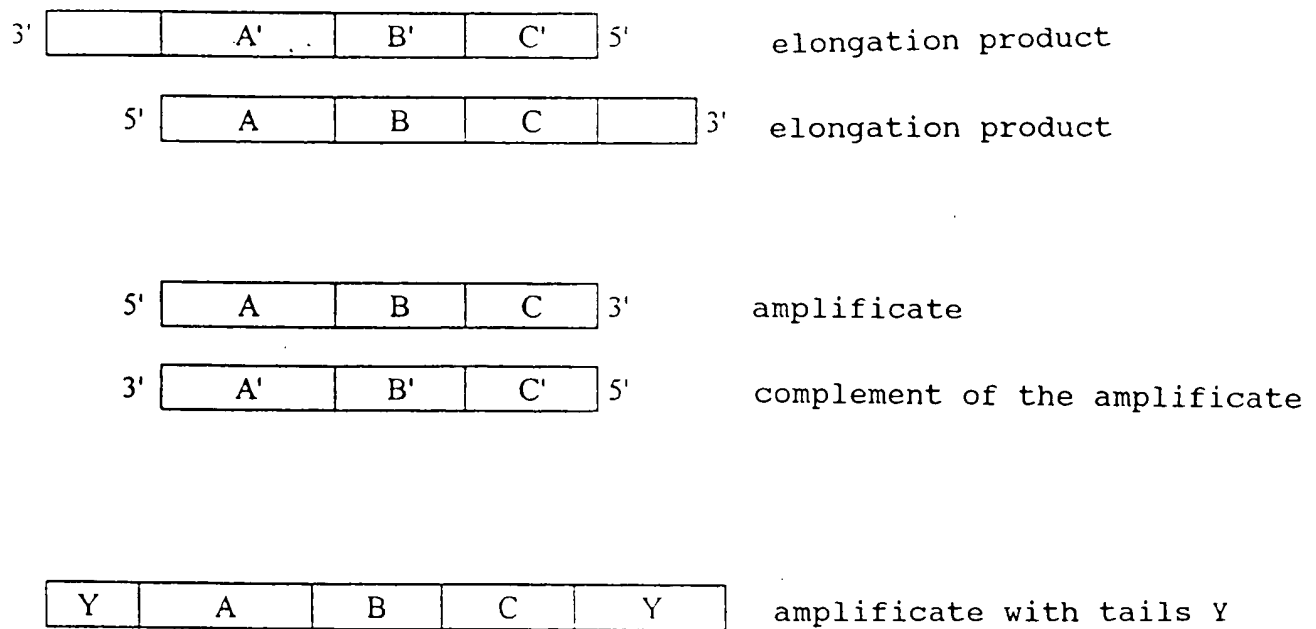 3' A' B' C' 5' elongation product
5' A B C 3' elongation product
5' A B C 3' amplificate
3' A' B' C' 5' complement of the amplificate
Y A B C Y amplificate with tails Y